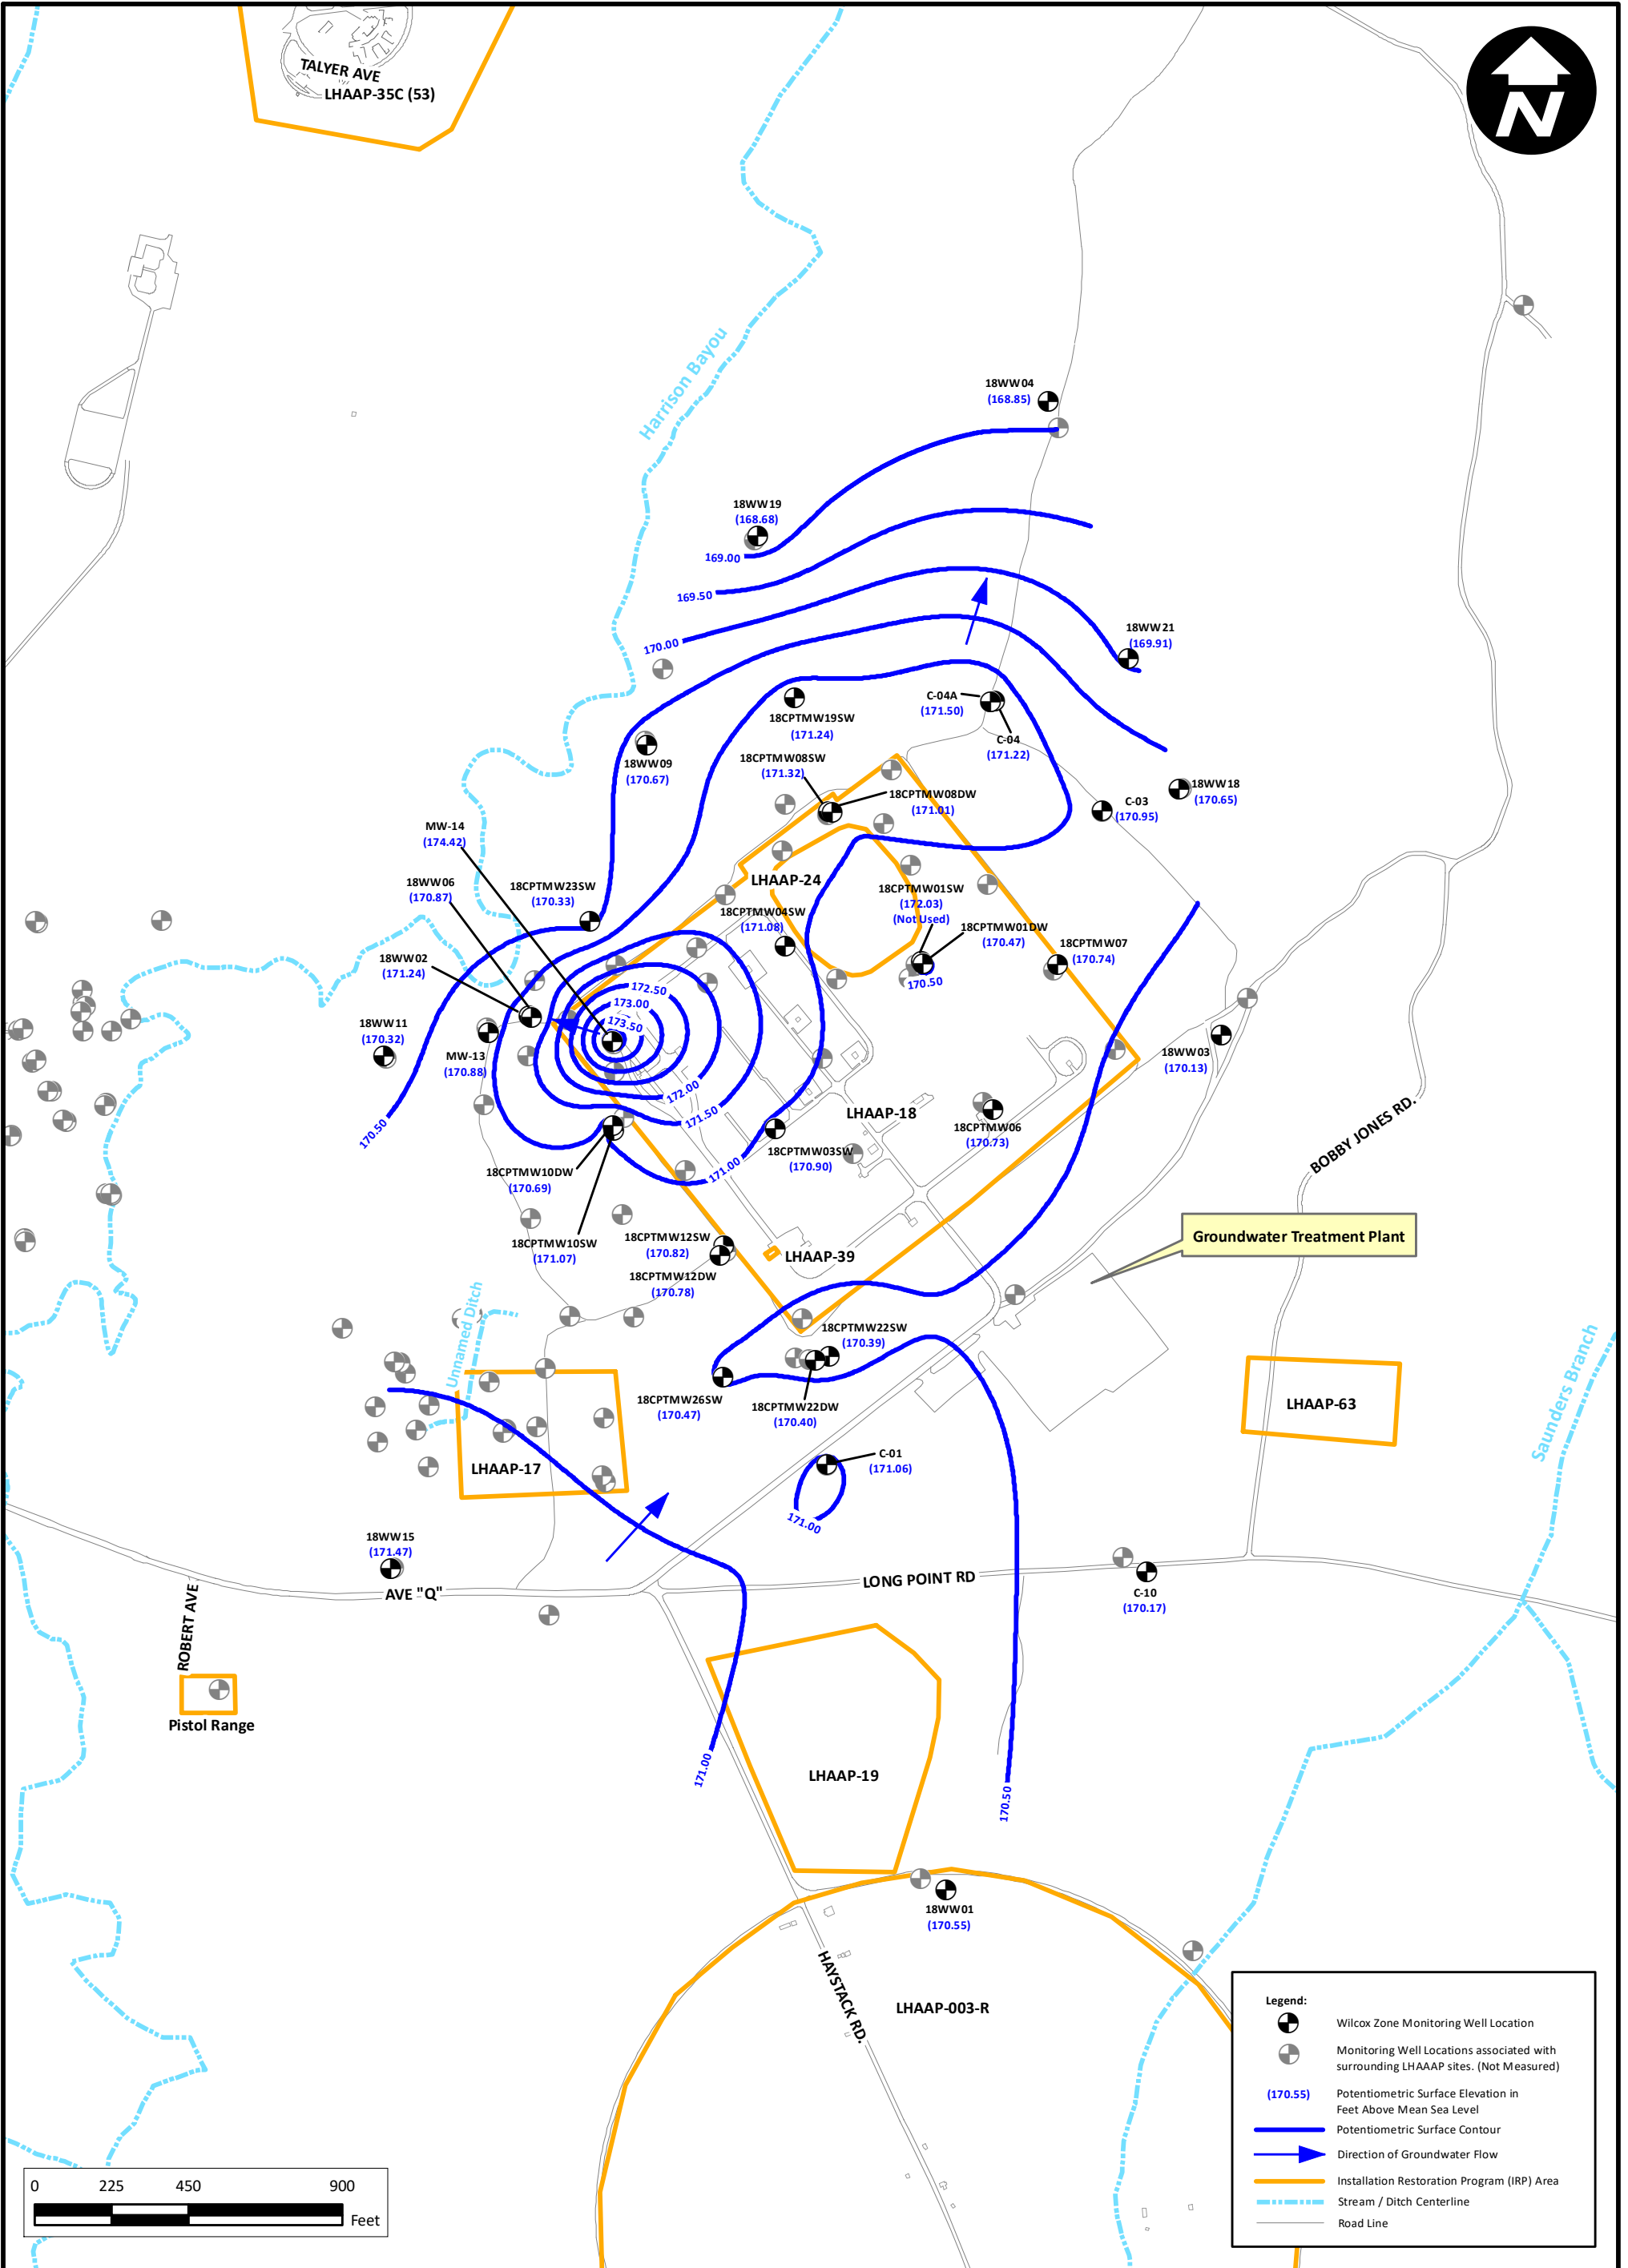 TALYER AVE
LHAAP-35C (53)
N
Harrison Bayou
18WW04
(168.85)
18WW19
(168.68)
169.00
169.50
170.00
18WW21
(169.91)
C-04A
(171.50)
C-04
(171.22)
18CPTMW19SW
(171.24)
18WW09
(170.67)
18CPTMW08SW
(171.32)
18CPTMW08DW
(171.01)
18WW18
(170.65)
C-03
(170.95)
MW-14
(174.42)
18WW06
(170.87)
18CPTMW23SW
(170.33)
LHAAP-24
18CPTMW01SW
(172.03)
(Not Used)
18CPTMW04SW
(171.08)
18CPTMW01DW
(170.47)
18CPTMW07
(170.74)
170.50
18WW02
(171.24)
172.50
173.00
173.50
18WW11
(170.32)
MW-13
(170.88)
18WW03
(170.13)
172.00
171.50
LHAAP-18
18CPTMW06
(170.73)
170.50
BOBBY JONES RD.
18CPTMW03SW
(170.90)
171.00
18CPTMW10DW
(170.69)
18CPTMW10SW
(171.07)
18CPTMW12SW
(170.82)
LHAAP-39
18CPTMW12DW
(170.78)
Groundwater Treatment Plant
Unnamed Ditch
18CPTMW22SW
(170.39)
18CPTMW26SW
(170.47)
18CPTMW22DW
(170.40)
LHAAP-63
Saunders Branch
C-01
(171.06)
LHAAP-17
171.00
18WW15
(171.47)
AVE "Q"
LONG POINT RD
C-10
(170.17)
ROBERT AVE
Pistol Range
171.00
LHAAP-19
170.50
18WW01
(170.55)
HAYSTACK RD.
LHAAP-003-R
Legend:
Wilcox Zone Monitoring Well Location
Monitoring Well Locations associated with
surrounding LHAAAP sites. (Not Measured)
(170.55) Potentiometric Surface Elevation in
Feet Above Mean Sea Level
Potentiometric Surface Contour
Direction of Groundwater Flow
Installation Restoration Program (IRP) Area
Stream / Ditch Centerline
Road Line
0 225 450 900
Feet